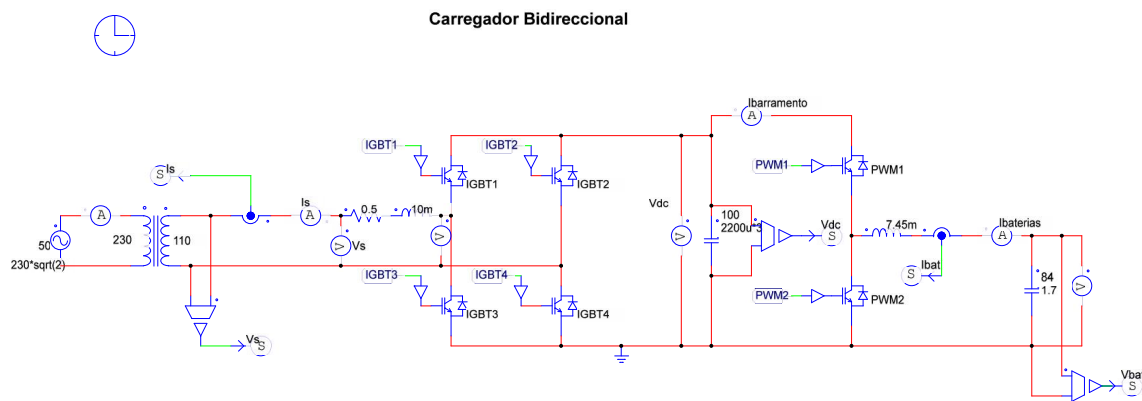 Carregador Bidireccional
Ibarramento
A
IGBT1
IGBT2
IGBT1
IGBT2
PWM1
PWM1
S
Is
Is
A
A
0.5
10m
Vdc
100
2200u*3
Vdc
S
7.45m
Ibaterias
A
50
230*sqrt(2)
230
110
V
Vs
V
V
S
Ibat
IGBT3
IGBT4
IGBT3
IGBT4
PWM2
PWM2
84
1.7
V
Vs
S
Vba
S